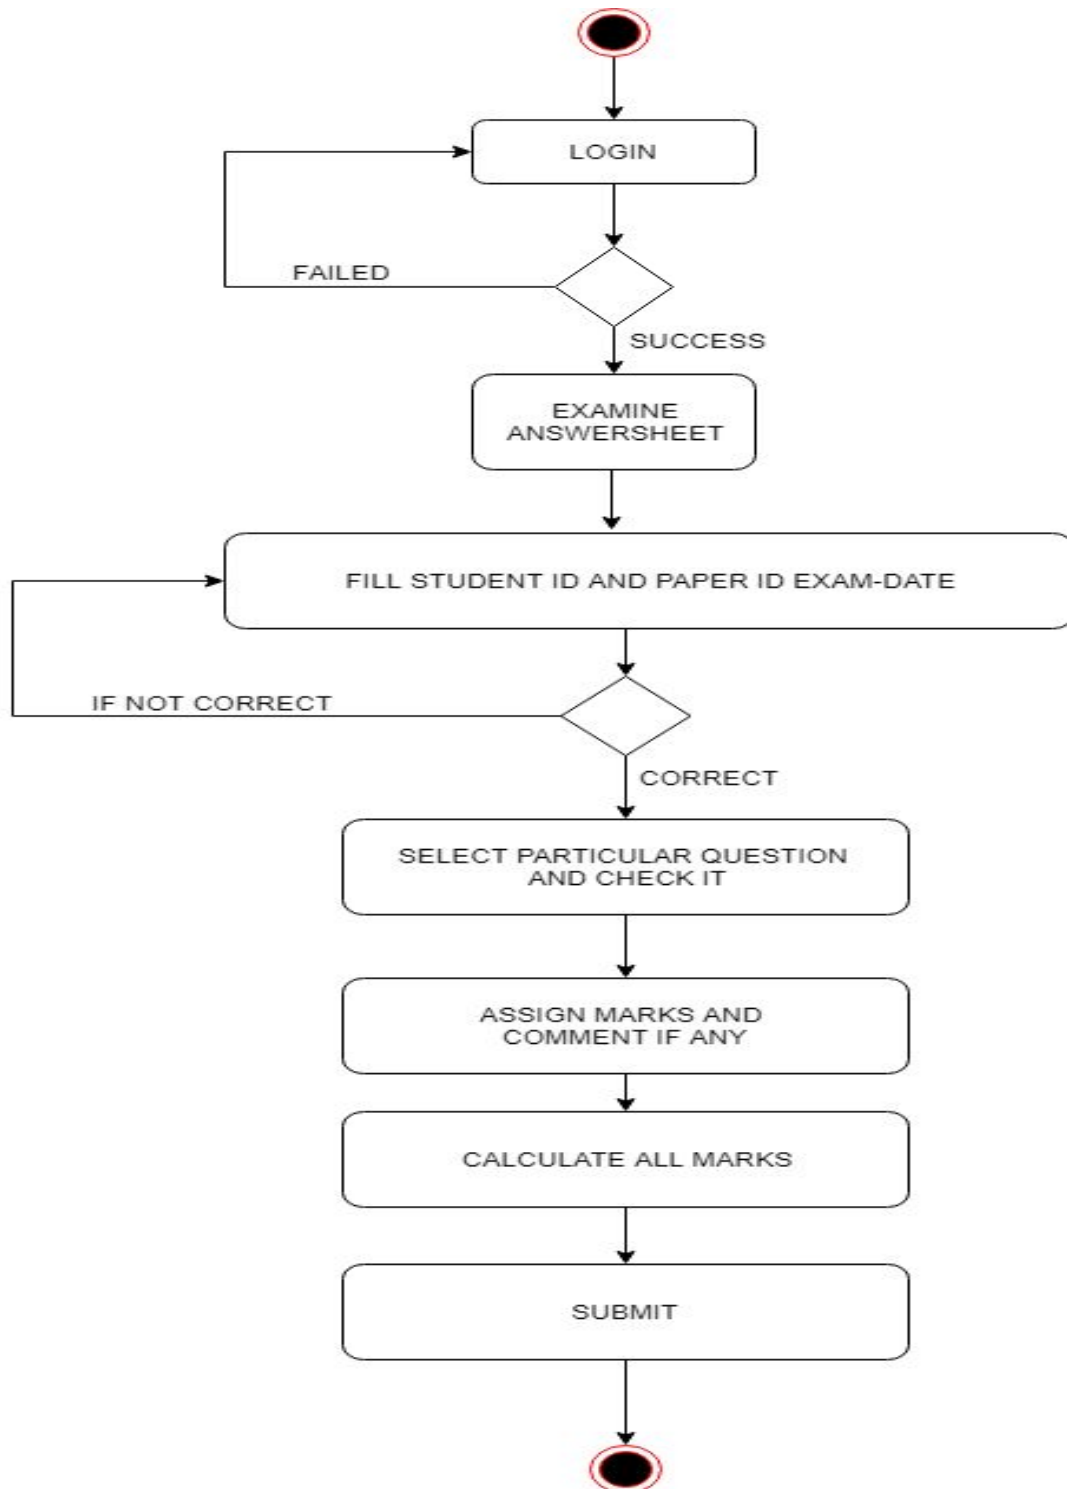 LOGIN
FAILED
SUCCESS
EXAMINE
ANSWERSHEET
FILL STUDENT ID AND PAPER ID EXAM-DATE
IF NOT CORRECT
CORRECT
SELECT PARTICULAR QUESTION
AND CHECK IT
ASSIGN MARKS AND
COMMENT IF ANY
CALCULATE ALL MARKS
SUBMIT